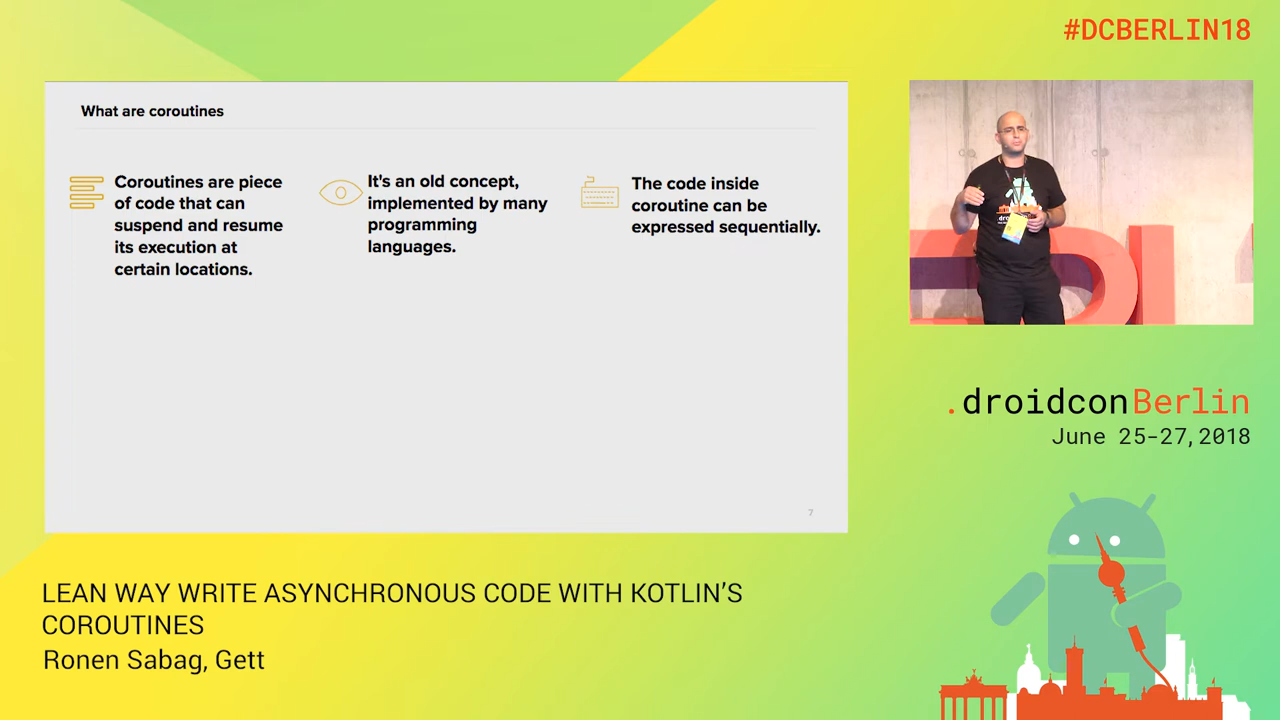 #DCBERLIN18
What are coroutines
Coroutines are piece
of code that can
suspend and resume
its execution at
certain locations.
It's an old concept,
implemented by many
programming
languages.
The code inside
coroutine can be
expressed sequentially.
7
.droidconBerlin
June 25-27,2018
LEAN WAY WRITE ASYNCHRONOUS CODE WITH KOTLIN’S
COROUTINES
Ronen Sabag, Gett